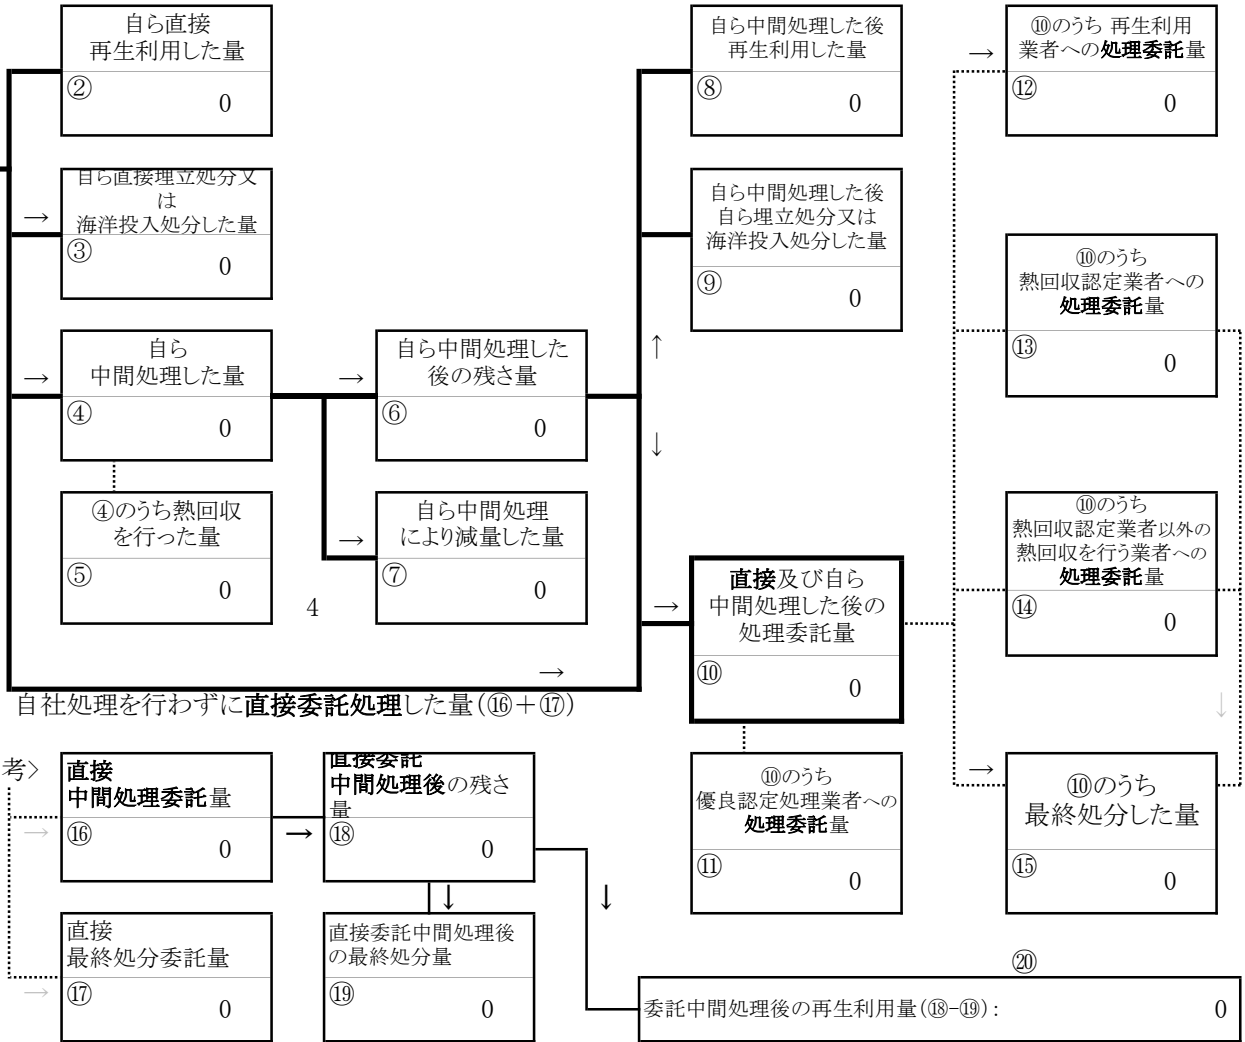 自ら直接
再生利用した量
②
0
自ら直接埋立処分又
は
海洋投入処分した量
→
③
0
自ら
中間処理した量
→
④
0
④のうち熱回収
を行った量
⑤
0
→
自ら中間処理した
後の残さ量
⑥
0
→
自ら中間処理
により減量した量
⑦
0
4
自ら中間処理した後
再生利用した量
⑧
0
自ら中間処理した後
自ら埋立処分又は
海洋投入処分した量
⑨
0
↑
↓
→
直接及び自ら
中間処理した後の
処理委託量
⑩
0
⑩のうち
優良認定処理業者への
処理委託量
⑪
0
→
⑩のうち 再生利用
業者への処理委託量
⑫
0
⑩のうち
熱回収認定業者への
処理委託量
⑬
0
⑩のうち
熱回収認定業者以外の
熱回収を行う業者への
処理委託量
⑭
0
↓
→
⑩のうち
最終処分した量
⑮
0
→
自社処理を行わずに直接委託処理した量(⑯＋⑰)
考>
直接
中間処理委託量
→
⑯
0
→
直接委託
中間処理後の残さ
量
⑱
0
↓
↓
直接
最終処分委託量
→
⑰
0
直接委託中間処理後
の最終処分量
⑲
0
⑳
委託中間処理後の再生利用量(⑱-⑲):
0